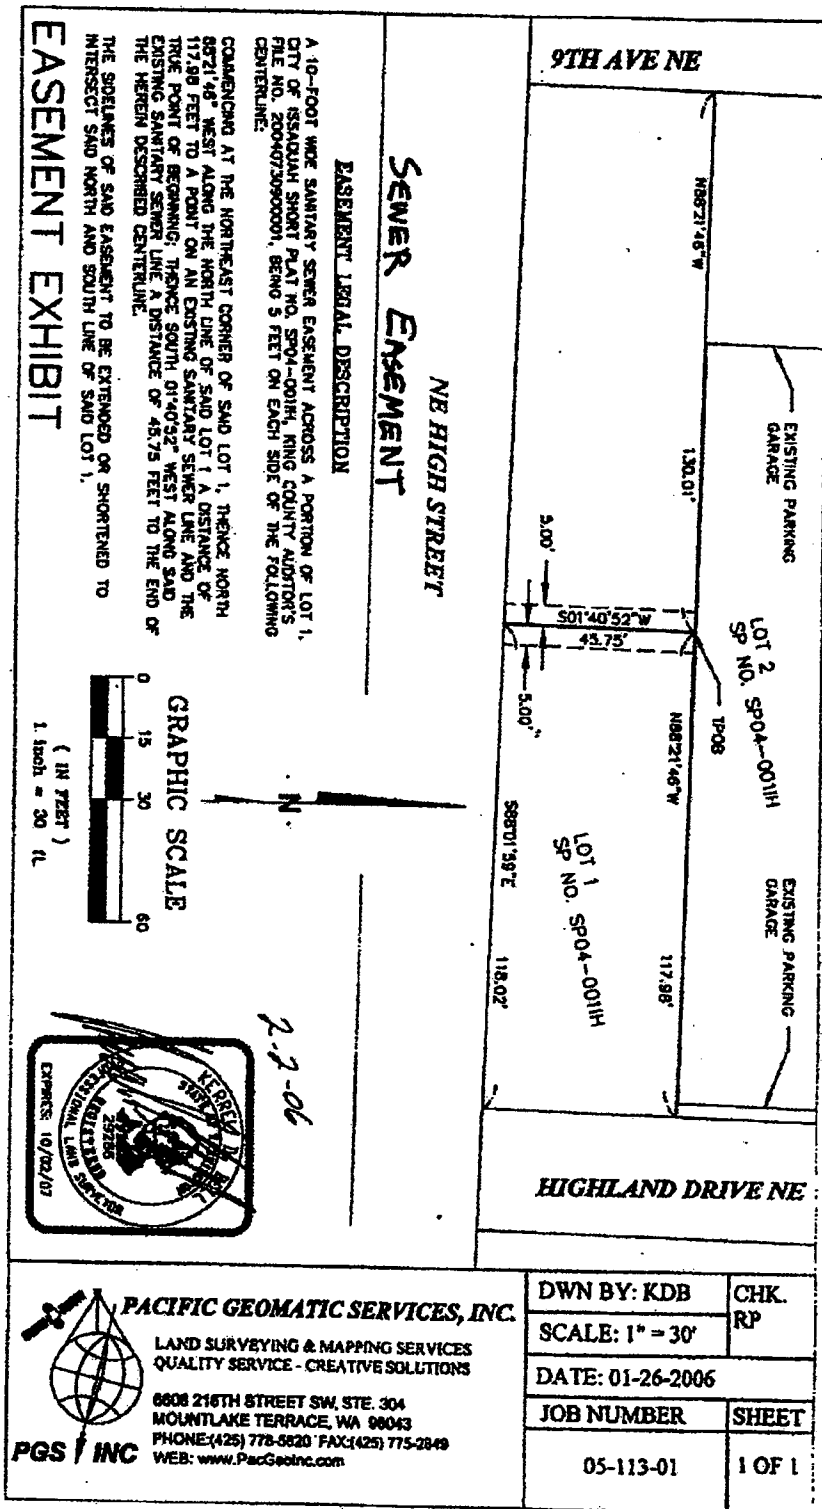 9TH AVE NE
N88°21'46"W
130.01'
EXISTING PARKING
GARAGE
LOT 2
SP NO. SP04-001IH
5.00'
S01°40'52"W
45.75'
5.00'
TPOB
N88°21'46"W
117.98'
EXISTING PARKING
GARAGE
LOT 1
SP NO. SP04-001IH
S88°01'59"E
118.02'
HIGHLAND DRIVE NE
NE HIGH STREET
SEWER EASEMENT
EASEMENT LEGAL DESCRIPTION
A 10-FOOT WIDE SANITARY SEWER EASEMENT ACROSS A PORTION OF LOT 1,
CITY OF ISSAQUAH SHORT PLAT NO. SP04-001IH, KING COUNTY AUDITOR'S
FILE NO. 20040730900001, BEING 5 FEET ON EACH SIDE OF THE FOLLOWING
CENTERLINE:
COMMENCING AT THE NORTHEAST CORNER OF SAID LOT 1, THENCE NORTH
88°21'46" WEST ALONG THE NORTH LINE OF SAID LOT 1 A DISTANCE OF
117.98 FEET TO A POINT ON AN EXISTING SANITARY SEWER LINE AND THE
TRUE POINT OF BEGINNING; THENCE SOUTH 01°40'52" WEST ALONG SAID
EXISTING SANITARY SEWER LINE A DISTANCE OF 45.75 FEET TO THE END OF
THE HEREIN DESCRIBED CENTERLINE.
THE SIDELINES OF SAID EASEMENT TO BE EXTENDED OR SHORTENED TO
INTERSECT SAID NORTH AND SOUTH LINE OF SAID LOT 1.
EASEMENT EXHIBIT
N
GRAPHIC SCALE
0 15 30 60
( IN FEET )
1 inch = 30 ft.
2-2-06
STATE OF
REGISTERED
PROFESSIONAL LAND SURVEYOR
EXPIRES: 10/02/07
PGS INC
PACIFIC GEOMATIC SERVICES, INC.
LAND SURVEYING & MAPPING SERVICES
QUALITY SERVICE - CREATIVE SOLUTIONS
6608 216TH STREET SW, STE. 304
MOUNTLAKE TERRACE, WA 98043
PHONE:(425) 778-5620 FAX:(425) 775-2849
WEB: www.PacGeoInc.com
DWN BY: KDB
CHK.
RP
SCALE: 1" = 30'
DATE: 01-26-2006
JOB NUMBER
SHEET
05-113-01
1 OF 1